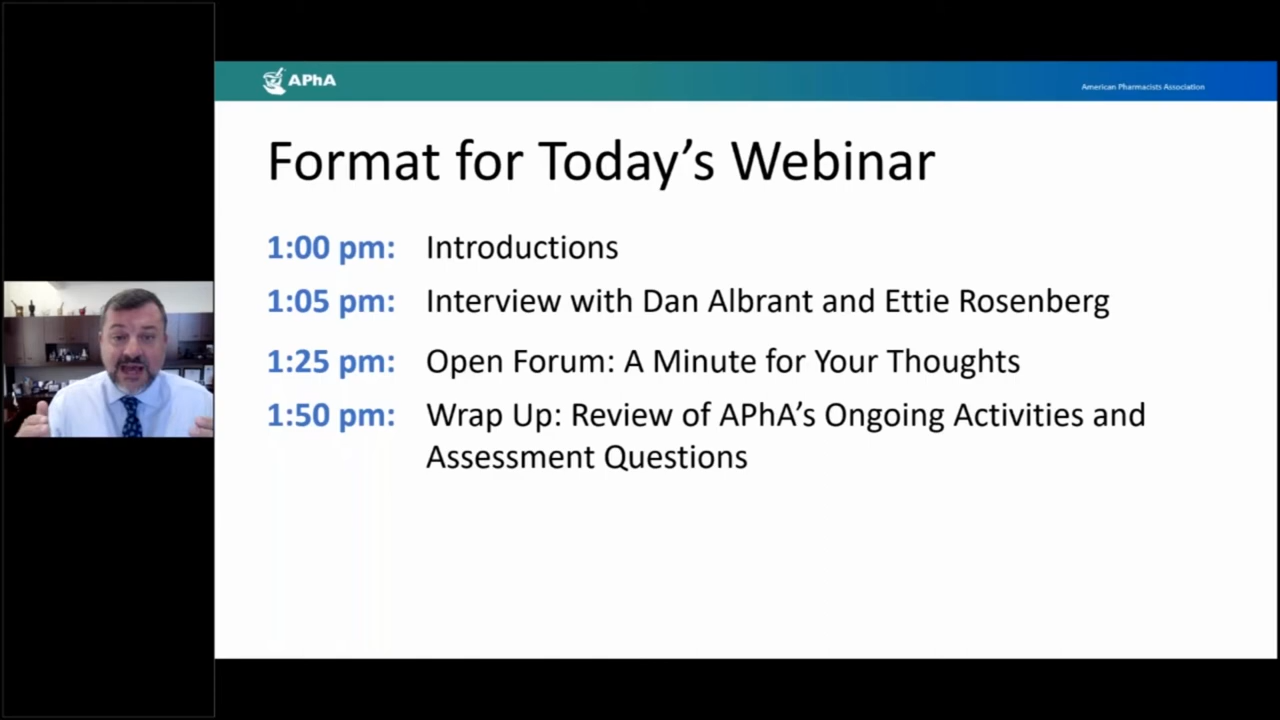 APhA
American Pharmacists Association
Format for Today's Webinar
1:00 pm: Introductions
1:05 pm: Interview with Dan Albrant and Ettie Rosenberg
1:25 pm: Open Forum: A Minute for Your Thoughts
1:50 pm: Wrap Up: Review of APhA's Ongoing Activities and
Assessment Questions